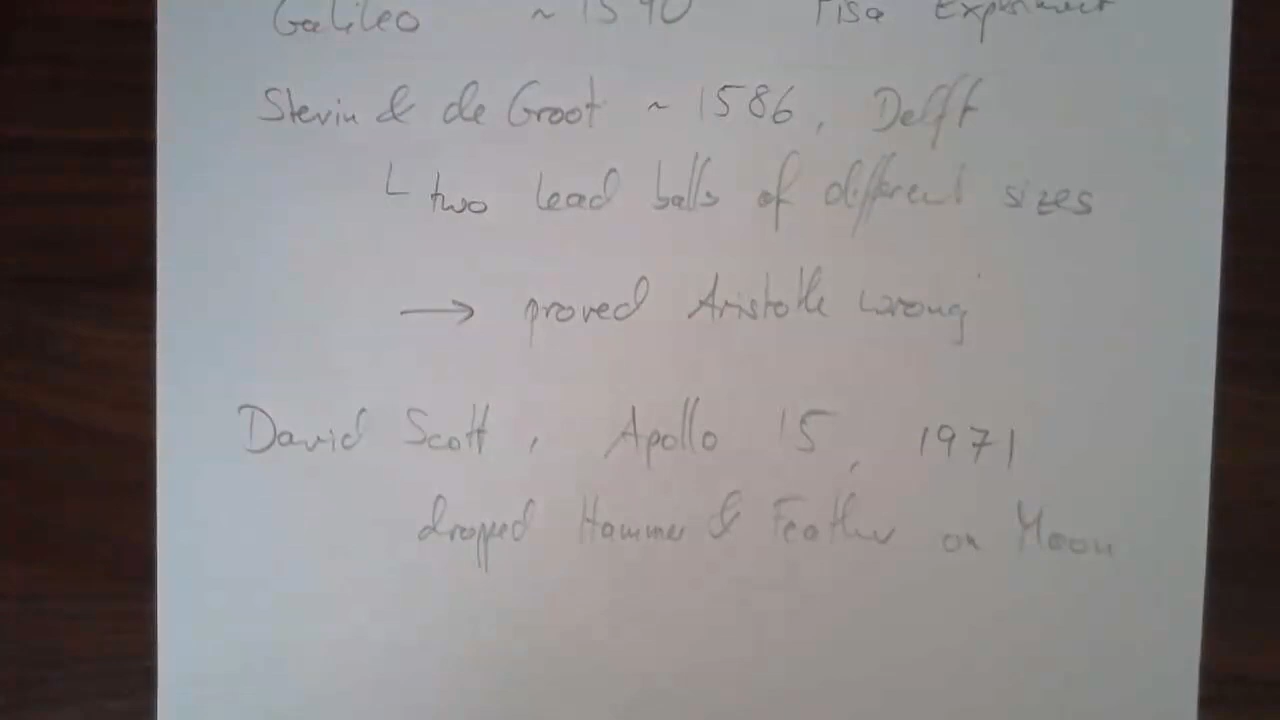 Galileo ~ 1590 Pisa Experiment
Stevin & de Groot ~ 1586, Delft
└ two lead balls of different sizes
→ proved Aristotle wrong
David Scott, Apollo 15, 1971
dropped Hammer & Feather on Moon